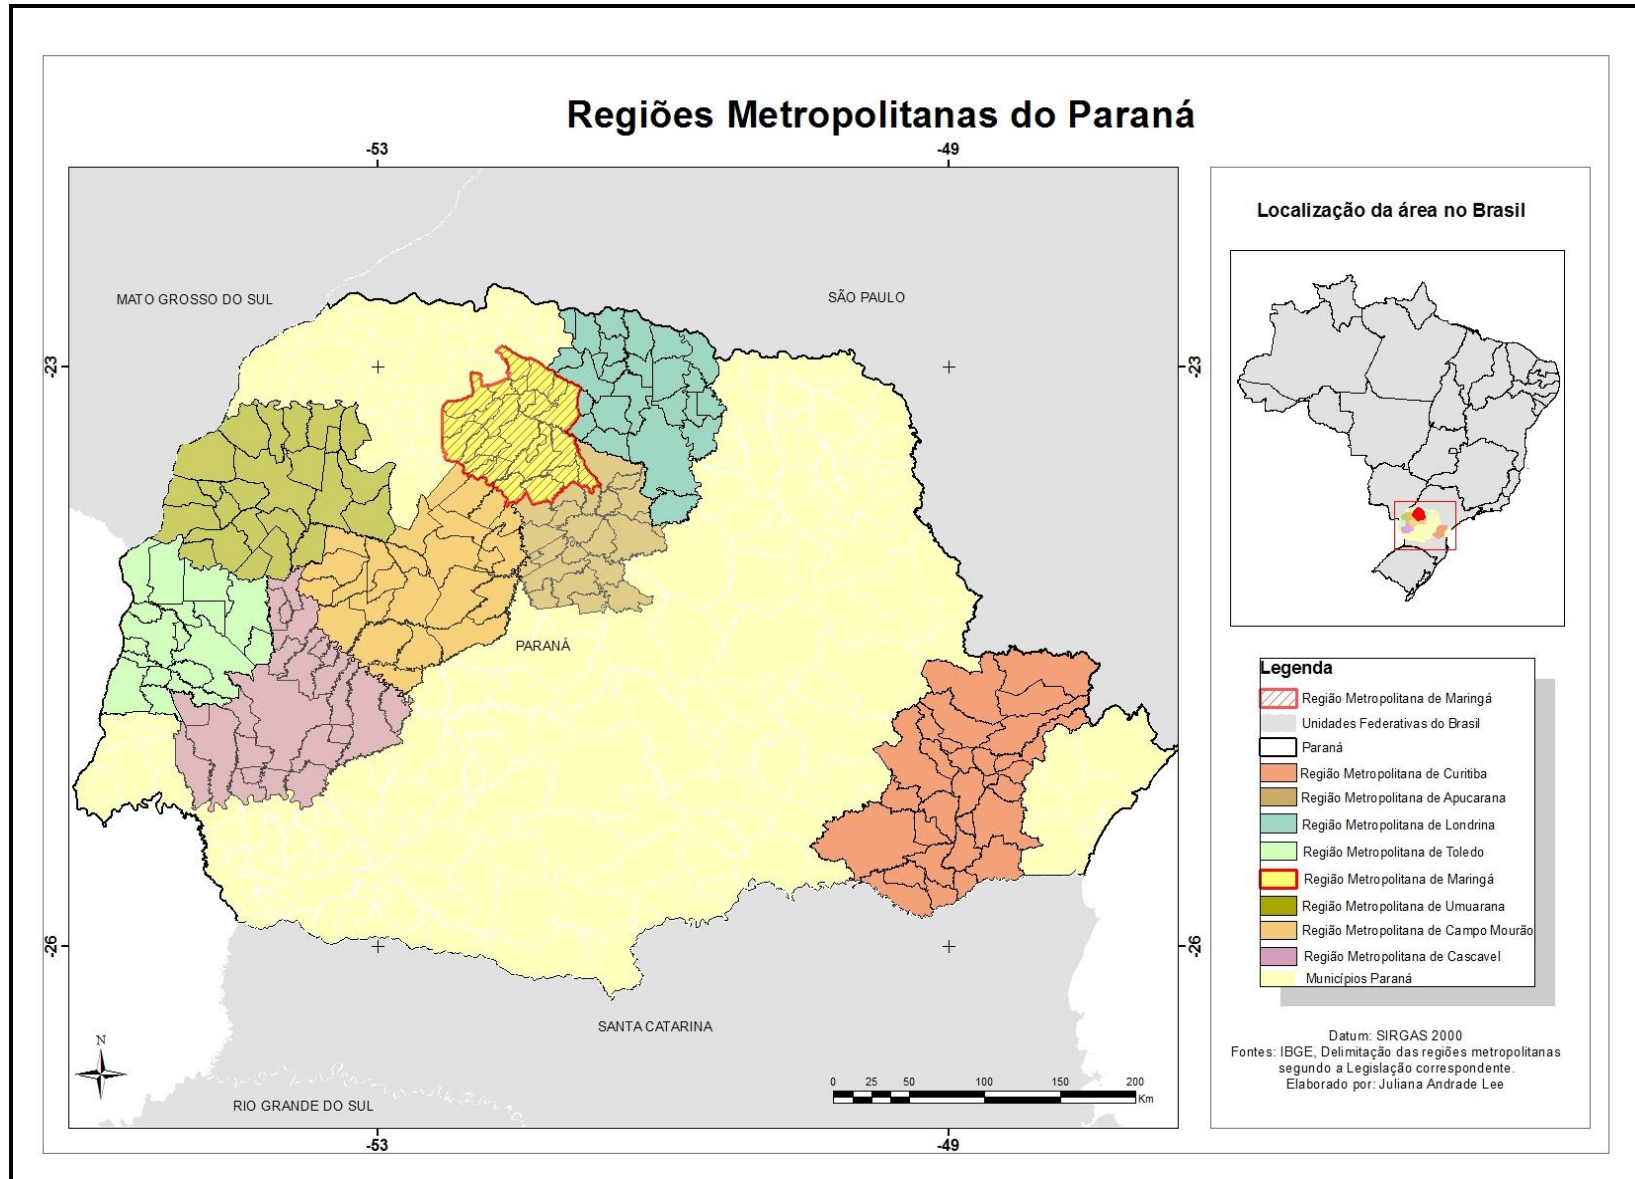 Regiões Metropolitanas do Paraná
-53
-49
-23
-23
-26
-26
-53
-49
MATO GROSSO DO SUL
SÃO PAULO
PARANÁ
SANTA CATARINA
RIO GRANDE DO SUL
N
0 25 50 100 150 200
Km
Localização da área no Brasil
Legenda
Região Metropolitana de Maringá
Unidades Federativas do Brasil
Paraná
Região Metropolitana de Curitiba
Região Metropolitana de Apucarana
Região Metropolitana de Londrina
Região Metropolitana de Toledo
Região Metropolitana de Maringá
Região Metropolitana de Umuarana
Região Metropolitana de Campo Mourão
Região Metropolitana de Cascavel
Municípios Paraná
Datum: SIRGAS 2000
Fontes: IBGE, Delimitação das regiões metropolitanas
segundo a Legislação correspondente.
Elaborado por: Juliana Andrade Lee